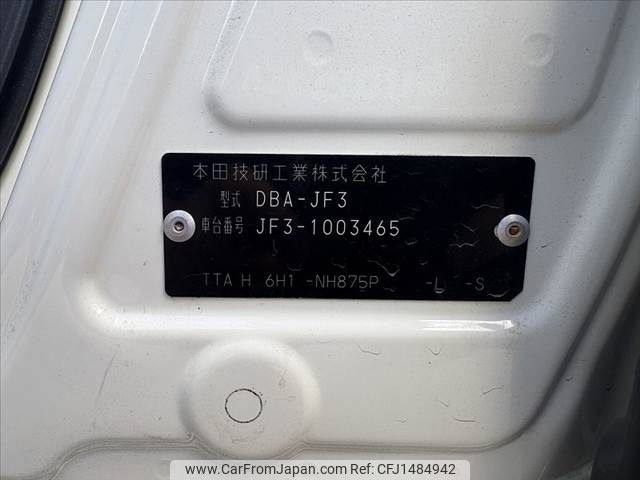 本田技研工業株式会社
型式 DBA-JF3
車台番号 JF3-1003465
TTA H 6H1 -NH875P -L -S
www.CarFromJapan.com - REF No: CFJ1484942